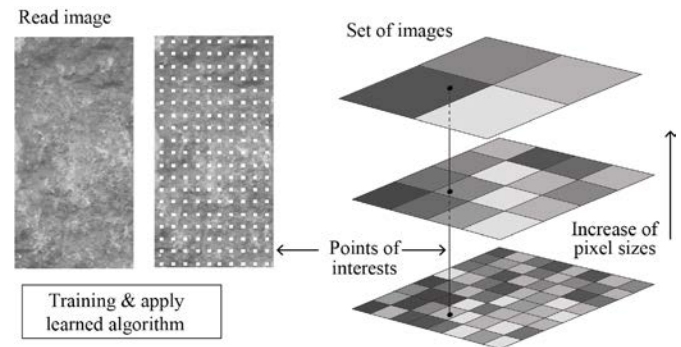 Read image
Set of images
Points of
interests
Increase of
pixel sizes
Training & apply
learned algorithm